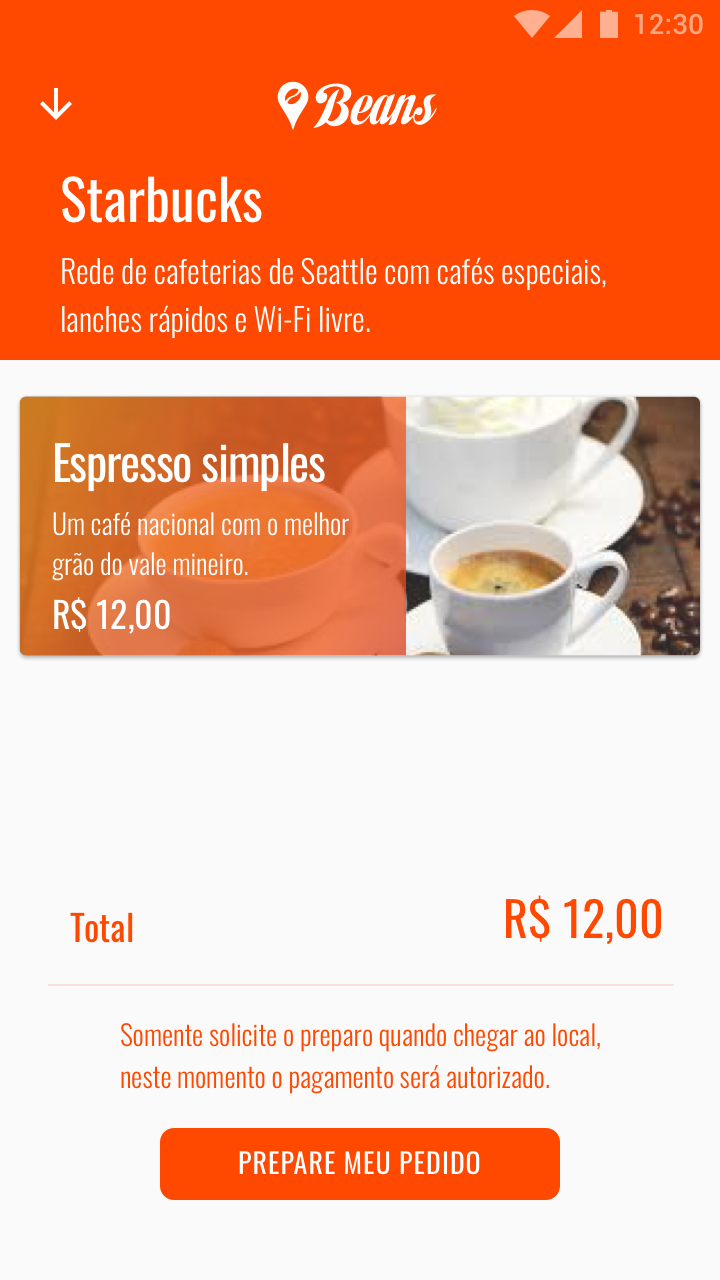 12:30
Beans
Starbucks
Rede de cafeterias de Seattle com cafés especiais,
lanches rápidos e Wi-Fi livre.
Espresso simples
Um café nacional com o melhor
grão do vale mineiro.
R$ 12,00
Total
R$ 12,00
Somente solicite o preparo quando chegar ao local,
neste momento o pagamento será autorizado.
PREPARE MEU PEDIDO